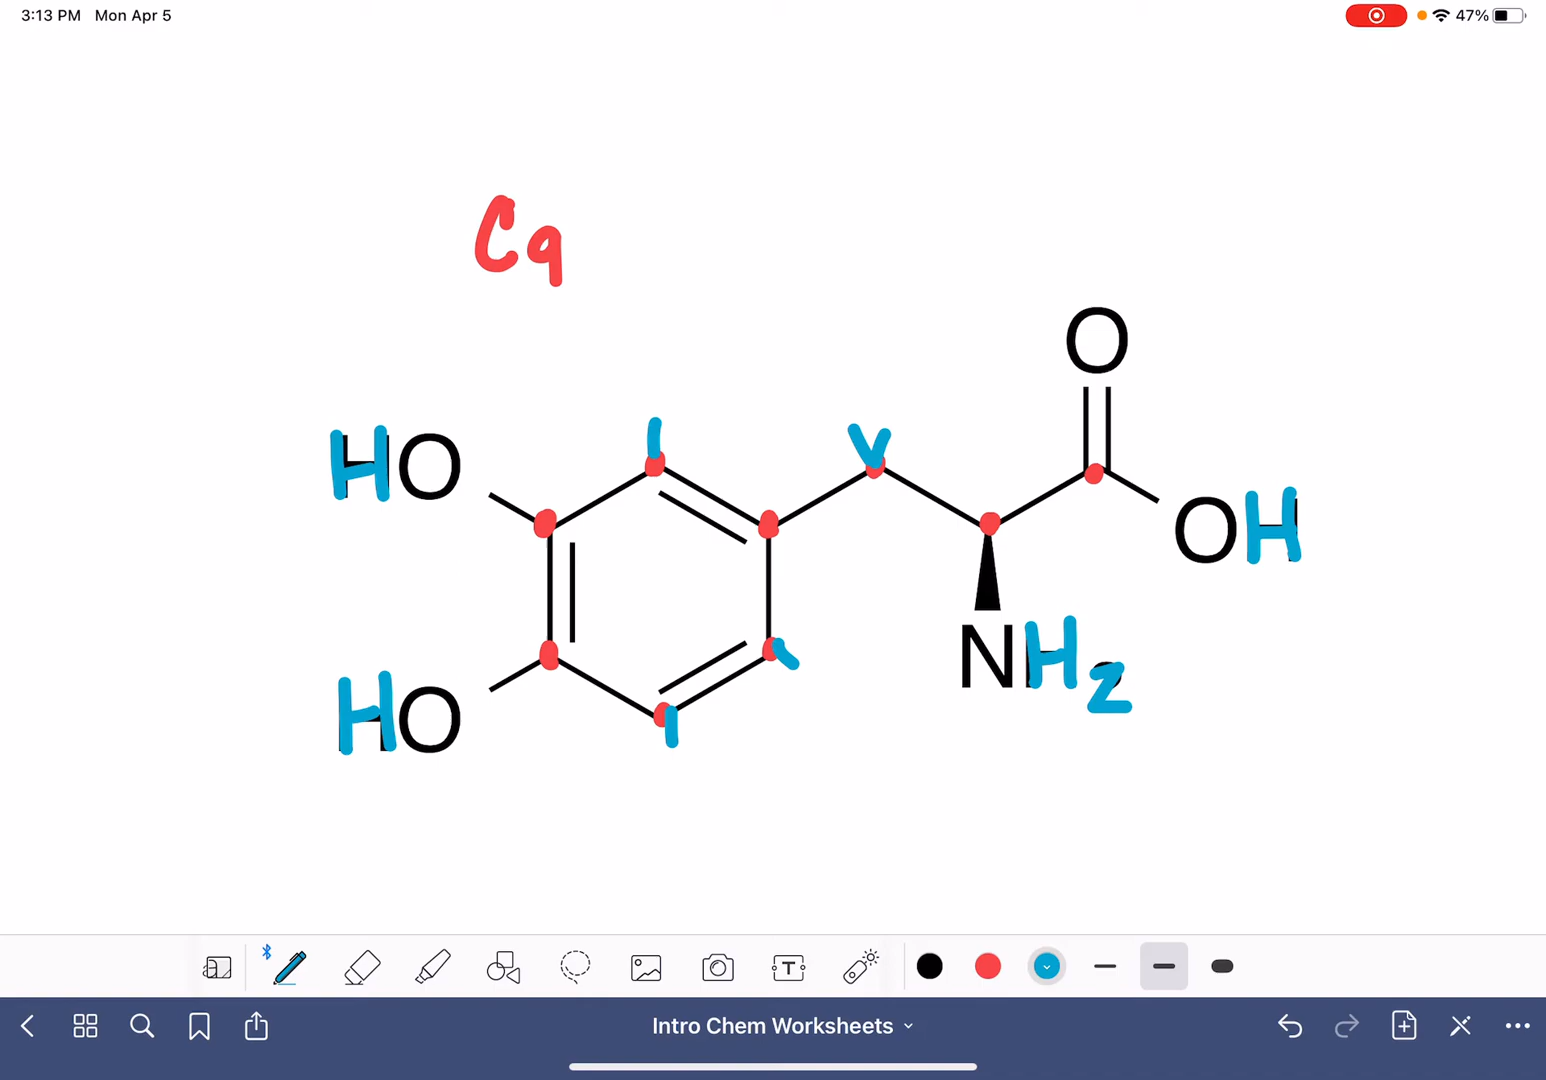 3:13 PM Mon Apr 5
47%
C9
O
HO
OH
NH2
HO
T
Intro Chem Worksheets